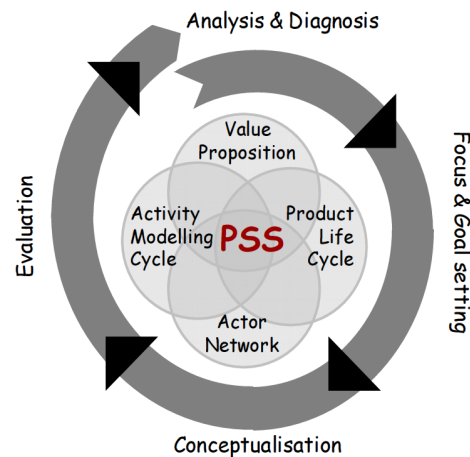 Analysis & Diagnosis
Value
Proposition
Activity
Modelling
Cycle
PSS
Product
Life
Cycle
Actor
Network
Focus & Goal setting
Conceptualisation
Evaluation